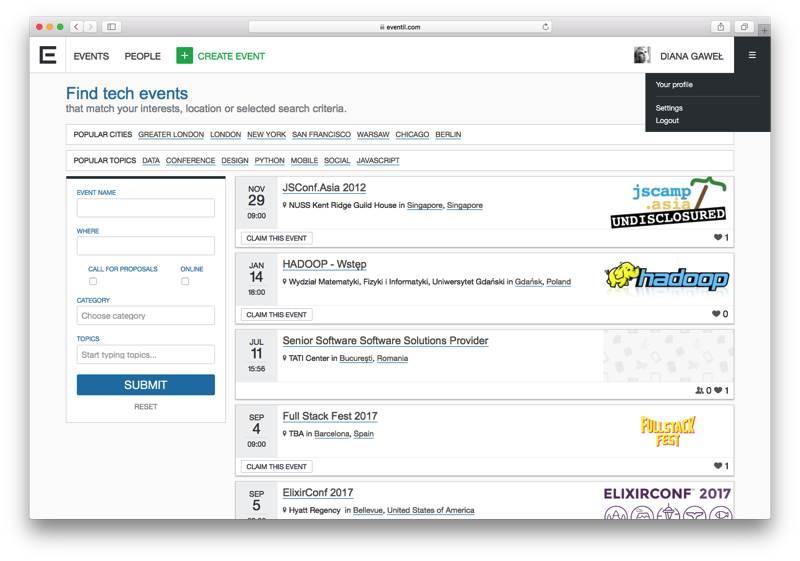 eventil.com
EVENTS PEOPLE + CREATE EVENT DIANA GAWEŁ
Your profile
Settings
Logout
Find tech events
that match your interests, location or selected search criteria.
POPULAR CITIES GREATER LONDON LONDON NEW YORK SAN FRANCISCO WARSAW CHICAGO BERLIN
POPULAR TOPICS DATA CONFERENCE DESIGN PYTHON MOBILE SOCIAL JAVASCRIPT
EVENT NAME
WHERE
CALL FOR PROPOSALS ONLINE
CATEGORY
Choose category
TOPICS
Start typing topics...
SUBMIT
RESET
NOV
29
09:00
JSConf.Asia 2012
NUSS Kent Ridge Guild House in Singapore, Singapore
jscamp
.asia
UNDISCLOSURED
CLAIM THIS EVENT
1
JAN
14
18:00
HADOOP - Wstęp
Wydział Matematyki, Fizyki i Informatyki, Uniwersytet Gdański in Gdańsk, Poland
hadoop
CLAIM THIS EVENT
0
JUL
11
15:56
Senior Software Software Solutions Provider
TATI Center in București, Romania
0 1
SEP
4
09:00
Full Stack Fest 2017
TBA in Barcelona, Spain
FULLSTACK
FEST
CLAIM THIS EVENT
1
SEP
5
ElixirConf 2017
Hyatt Regency in Bellevue, United States of America
ELIXIRCONF™ 2017